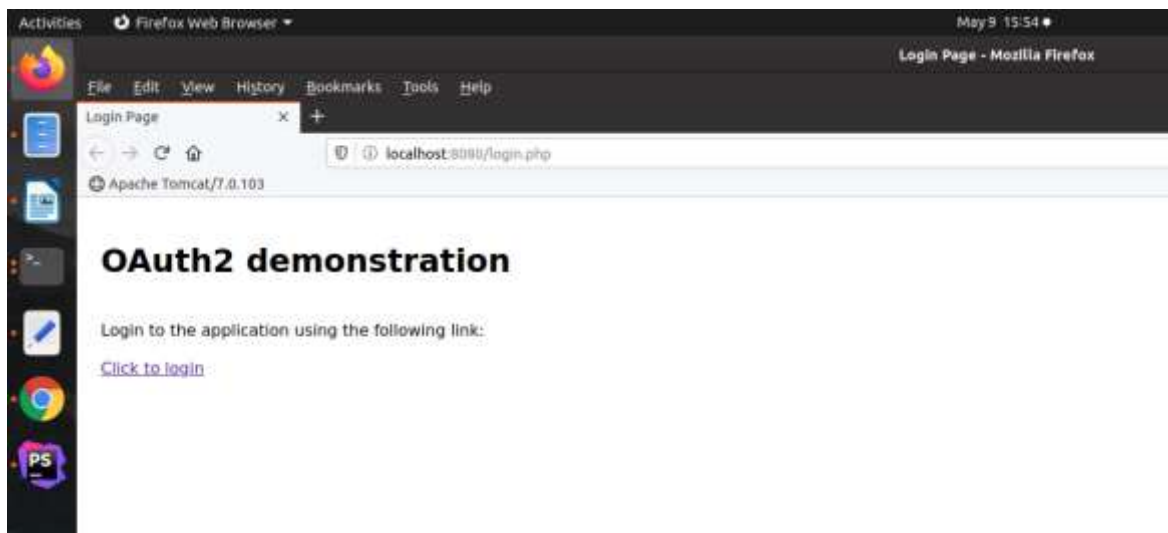 Activities Firefox Web Browser May 9 15:54
Login Page - Mozilla Firefox
File Edit View History Bookmarks Tools Help
Login Page
localhost:8080/login.php
Apache Tomcat/7.0.103
OAuth2 demonstration
Login to the application using the following link:
Click to login
PS